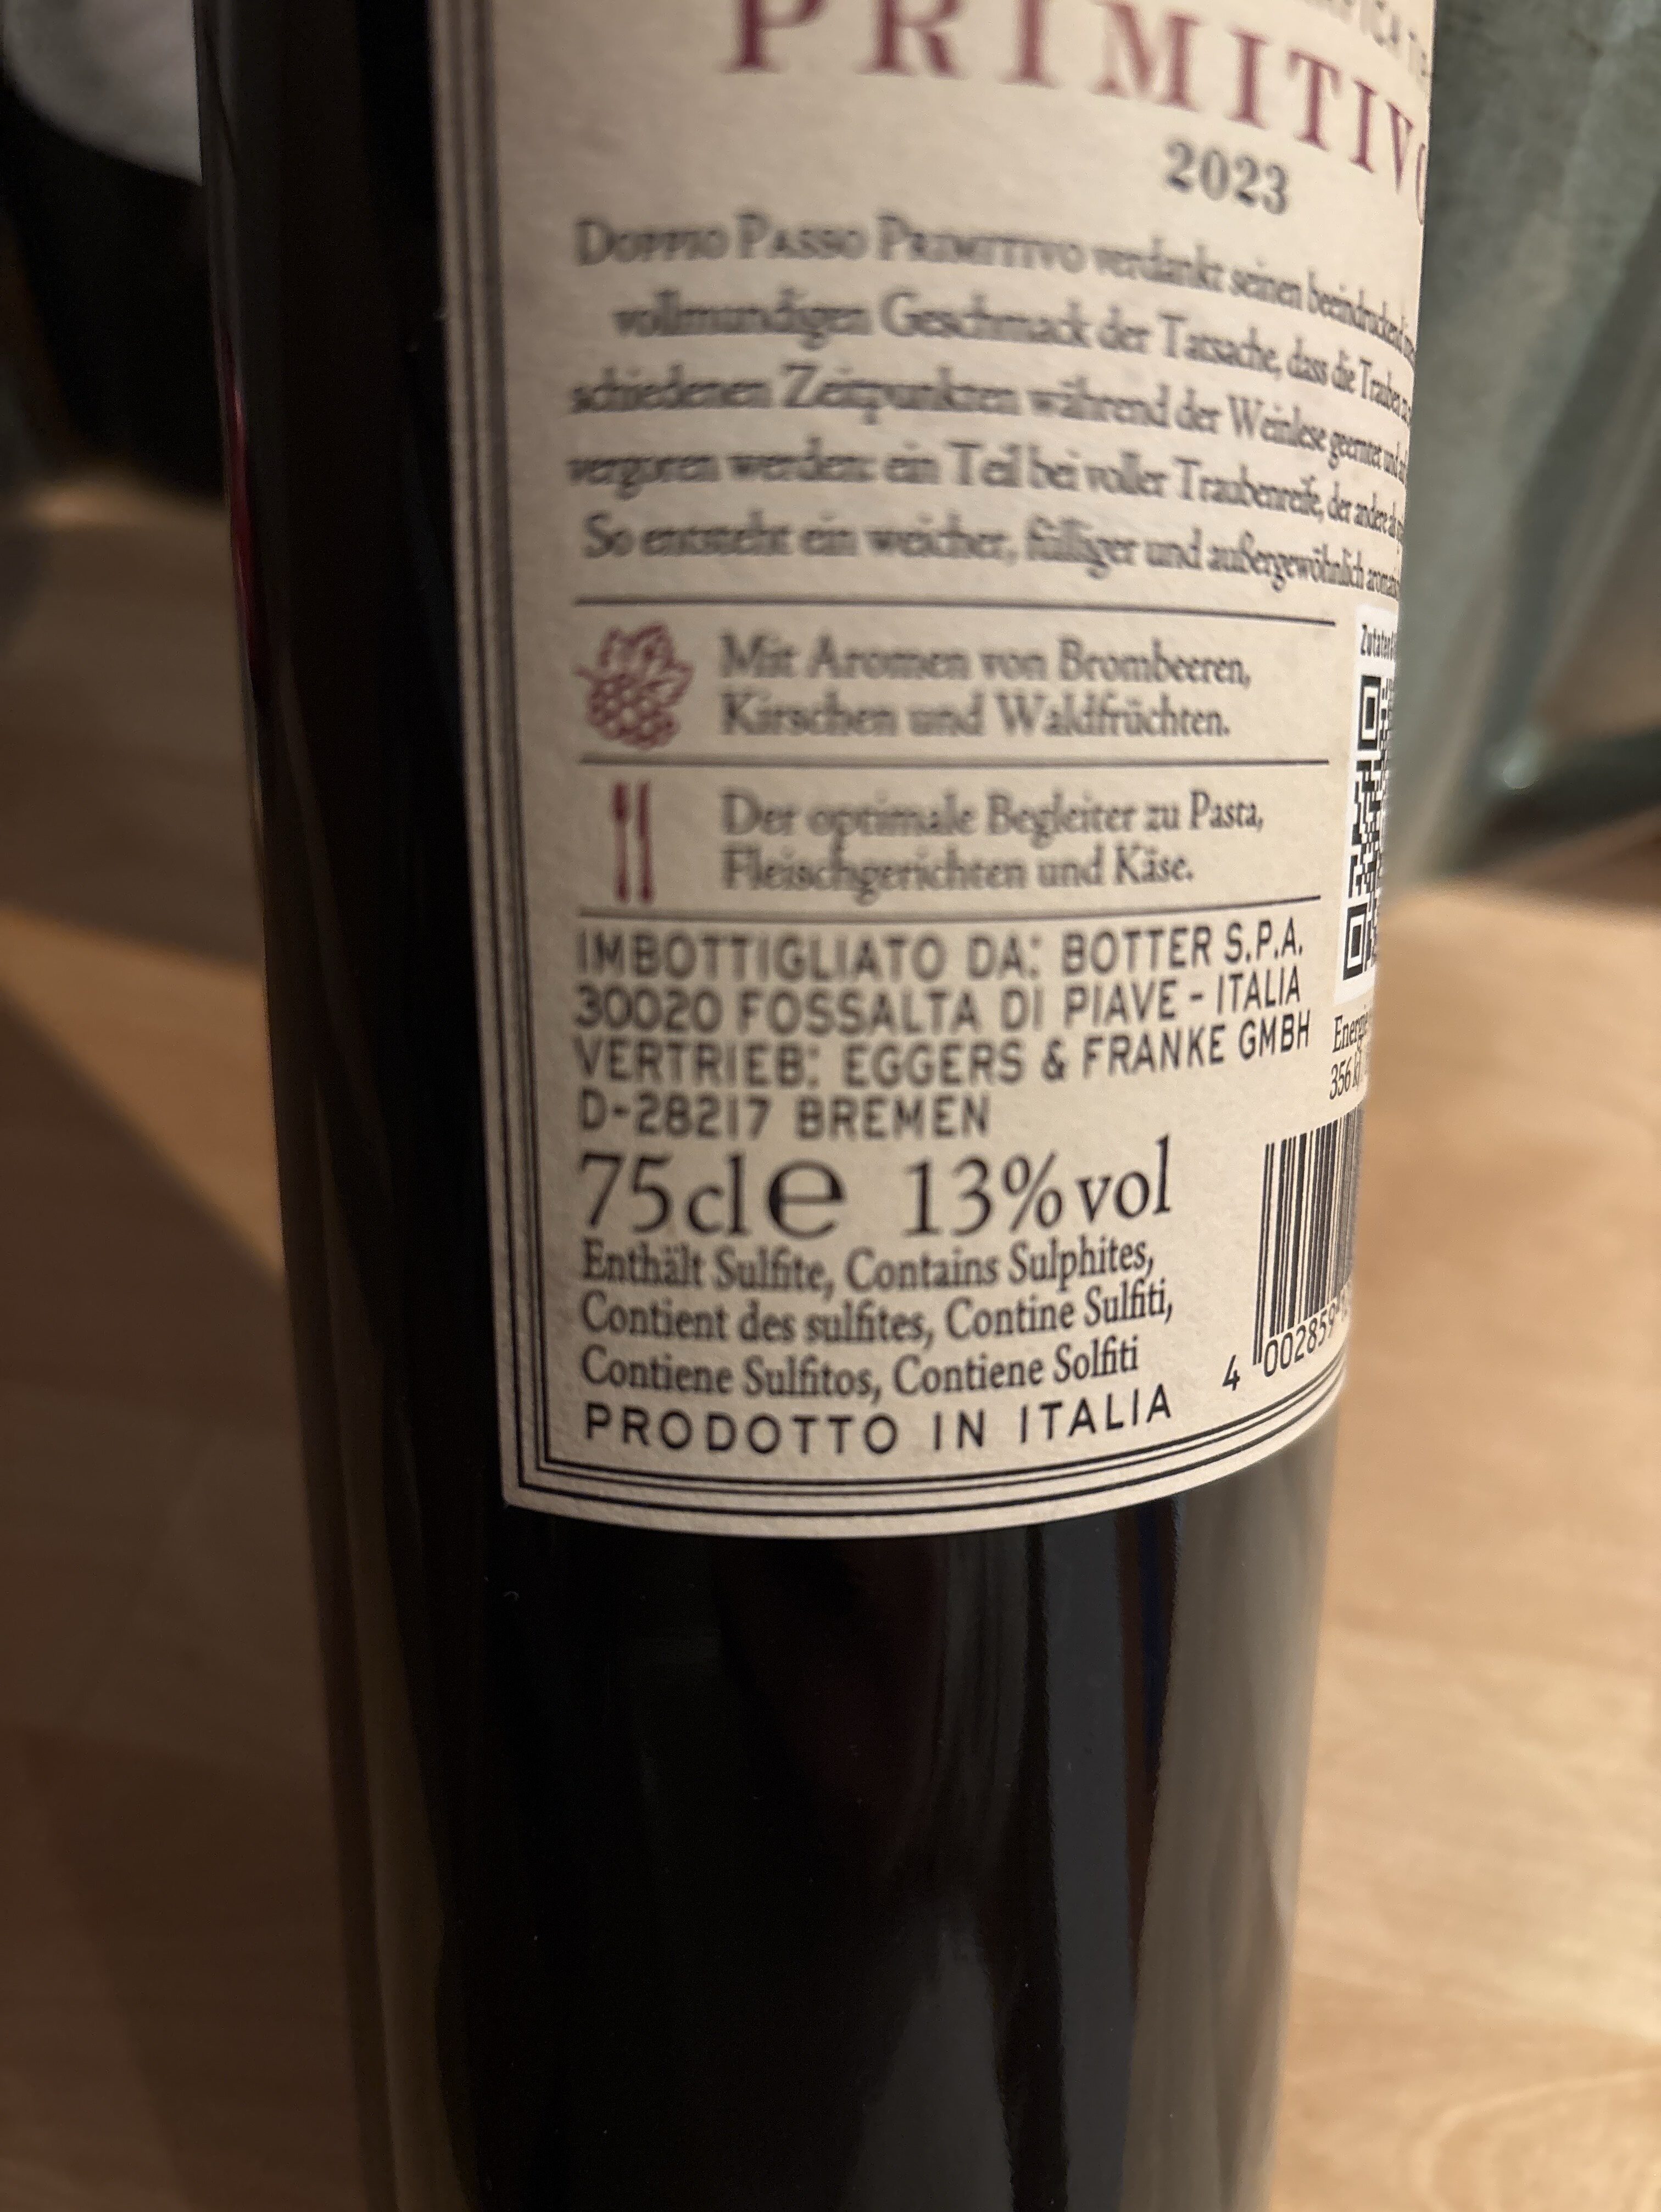 PRIMITIVO
2023
DOPPIO PASSO PRIMITIVO verdankt seinen beeindruckend
vollmundigen Geschmack der Tatsache, dass die Trauben
schiedenen Zeitpunkten während der Weinlese geerntet und
vergoren werden: ein Teil bei voller Traubenreife, der andere
So entsteht ein weicher, fülliger und außergewöhnlich
Mit Aromen von Brombeeren,
Kirschen und Waldfrüchten.
Der optimale Begleiter zu Pasta,
Fleischgerichten und Käse.
IMBOTTIGLIATO DA: BOTTER S.P.A.
30020 FOSSALTA DI PIAVE - ITALIA
VERTRIEB: EGGERS & FRANKE GMBH
D-28217 BREMEN
356
75cl e 13%vol
Enthält Sulfite, Contains Sulphites,
Contient des sulfites, Contine Sulfiti,
Contiene Sulfitos, Contiene Solfiti
PRODOTTO IN ITALIA
4 002859